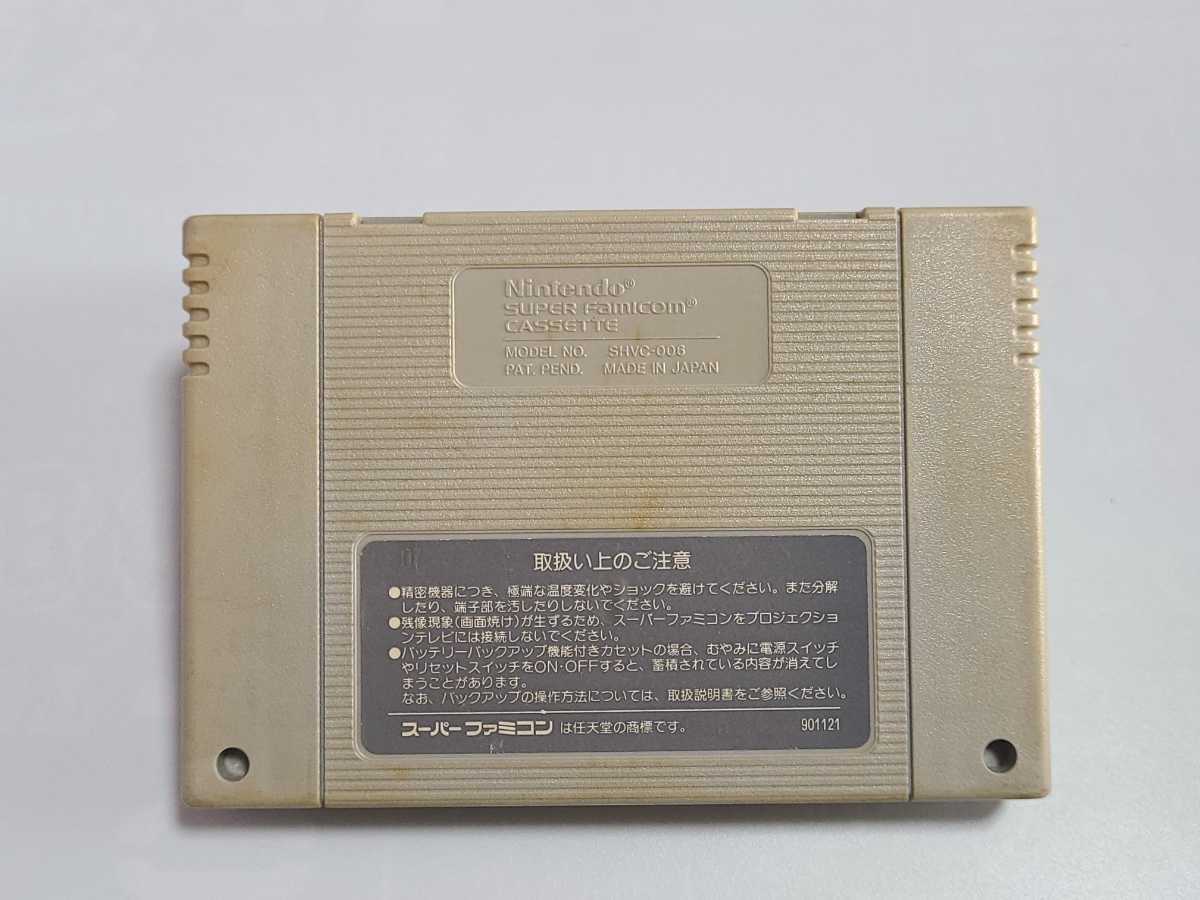 Nintendo®
SUPER Famicom®
CASSETTE
MODEL NO. SHVC-006
PAT. PEND. MADE IN JAPAN
取扱い上のご注意
●精密機器につき、極端な温度変化やショックを避けてください。また分解
したり、端子部を汚したりしないでください。
●残像現象(画面焼け)が生ずるため、スーパーファミコンをプロジェクショ
ンテレビには接続しないでください。
●バッテリーバックアップ機能付きカセットの場合、むやみに電源スイッチ
やリセットスイッチをON・OFFすると、蓄積されている内容が消えてし
まうことがあります。
なお、バックアップの操作方法については、取扱説明書をご参照ください。
スーパーファミコン は任天堂の商標です。 901121